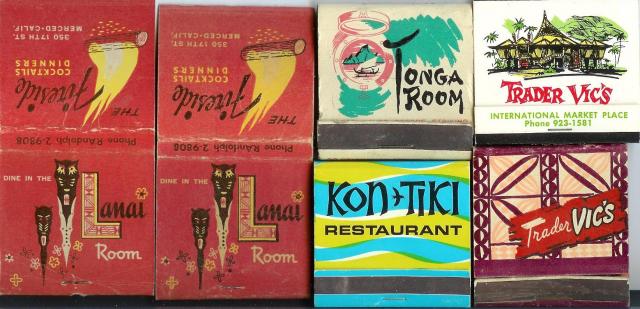 THE
Fireside
COCKTAILS
DINNERS
350 17TH ST.
MERCED-CALIF.
Phone RAndolph 2-9808
DINE IN THE
Lanai
Room
THE
Fireside
COCKTAILS
DINNERS
350 17TH ST.
MERCED-CALIF.
Phone RAndolph 2-9808
DINE IN THE
Lanai
Room
TONGA
ROOM
TRADER VIC'S
INTERNATIONAL MARKET PLACE
Phone 923-1581
KON-TIKI
RESTAURANT
Trader VIC'S